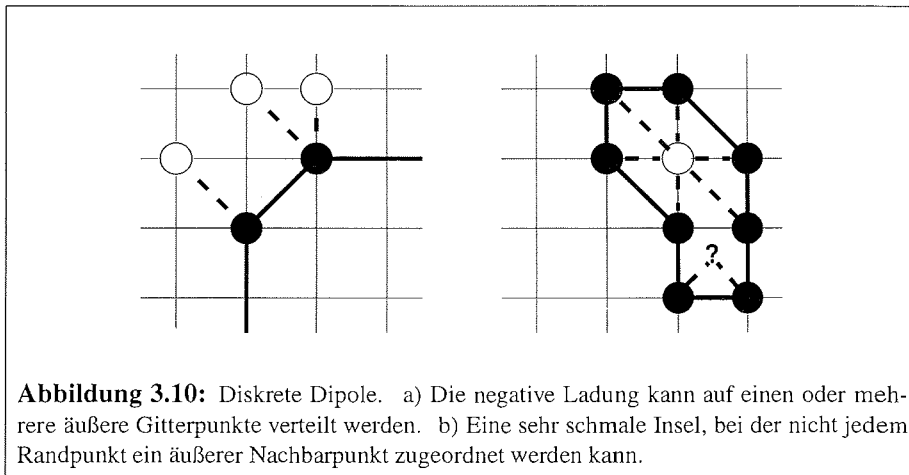 ?
Abbildung 3.10: Diskrete Dipole. a) Die negative Ladung kann auf einen oder meh-
rere äußere Gitterpunkte verteilt werden. b) Eine sehr schmale Insel, bei der nicht jedem
Randpunkt ein äußerer Nachbarpunkt zugeordnet werden kann.